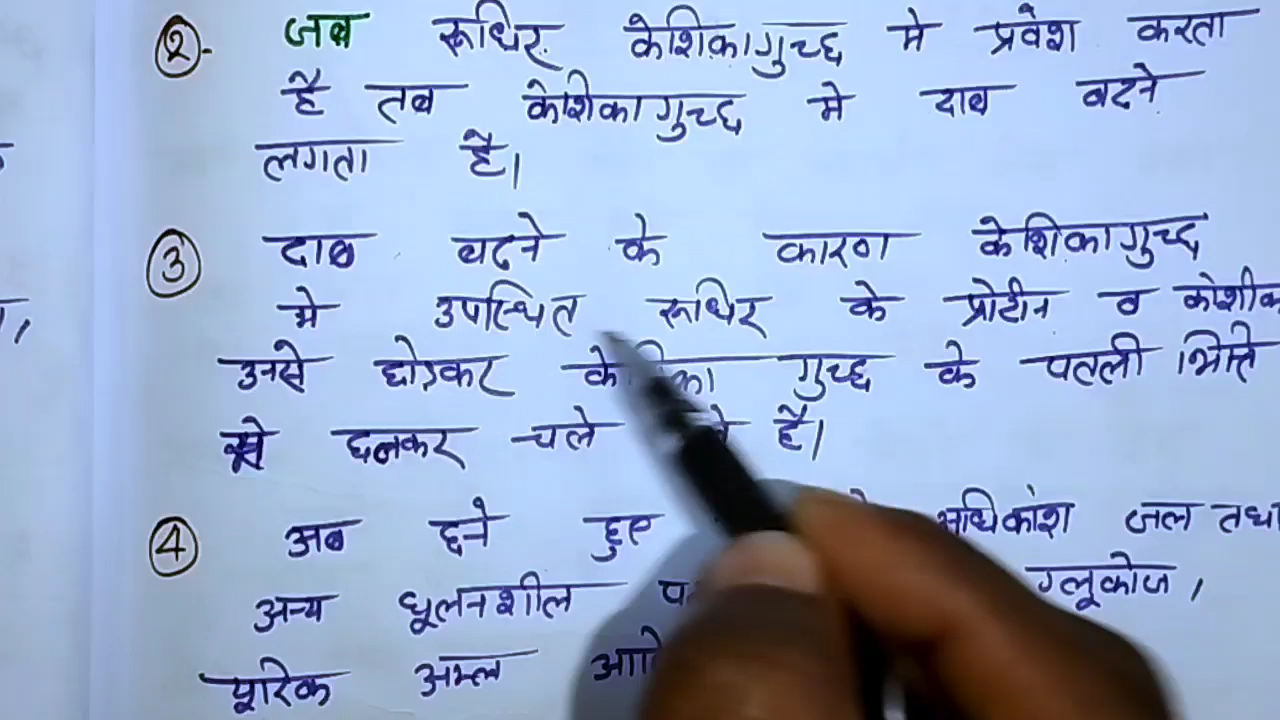 २- जब रूधिर केशिकागुच्छ मे प्रवेश करता
है तब केशिकागुच्छ मे दाब बढने
लगता है।
3 दाब बढने के कारण केशिकागुच्छ
मे उपस्थित रूधिर के प्रोटीन व
उनसे छोड़कर गुच्छ के पतली भित्ति
से छनकर चले है।
4 अब छने हुए अधिकांश जल तथा
अन्य धूलनशील ग्लूकोज,
यूरिक अम्ल